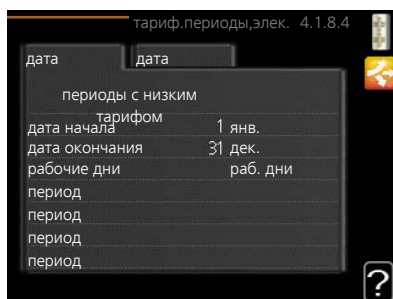 тариф.периоды,элек. 4.1.8.4
дата дата
периоды с низким
тарифом
дата начала 1 янв.
дата окончания 31 дек.
рабочие дни раб. дни
период
период
период
период
?